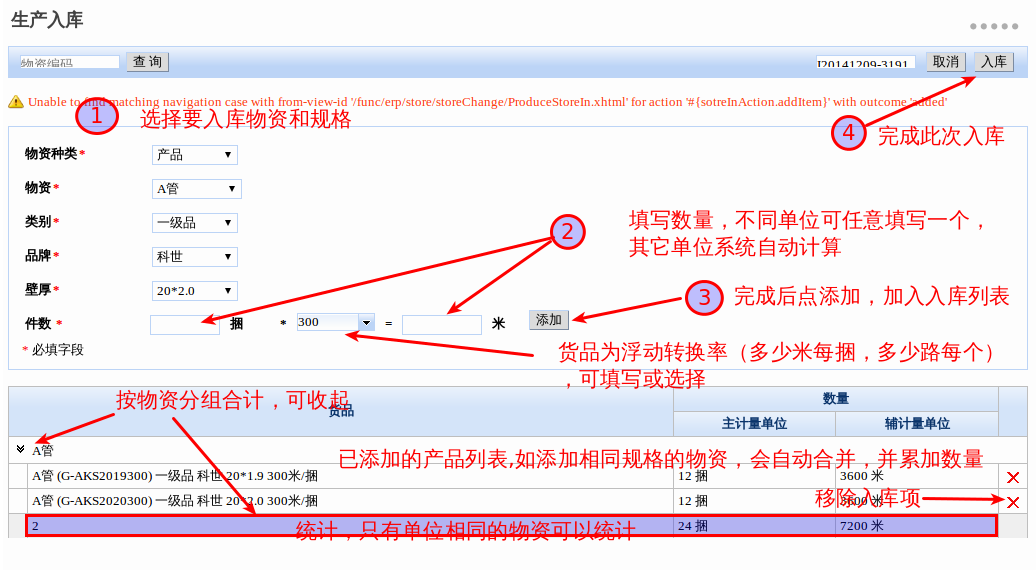 生产入库
物资编码
查 询
I20141209-3191
取消
入库
Unable to find matching navigation case with from-view-id '/func/erp/store/storeChange/ProduceStoreIn.xhtml' for action '#{sotreInAction.addItem}' with outcome 'added'
1
选择要入库物资和规格
4
完成此次入库
物资种类*
产品
物资*
A管
类别*
一级品
2
填写数量，不同单位可任意填写一个，
其它单位系统自动计算
品牌*
科世
壁厚*
20*2.0
3
完成后点添加，加入入库列表
件数 *
捆
*
300
=
米
添加
* 必填字段
货品为浮动转换率（多少米每捆，多少路每个）
，可填写或选择
按物资分组合计，可收起
货品
数量
主计量单位
辅计量单位
A管
已添加的产品列表,如添加相同规格的物资，会自动合并，并累加数量
A管 (G-AKS2019300) 一级品 科世 20*1.9 300米/捆
12 捆
3600 米
A管 (G-AKS2020300) 一级品 科世 20*2.0 300米/捆
12 捆
3600 米
移除入库项
2
24 捆
7200 米
统计，只有单位相同的物资可以统计